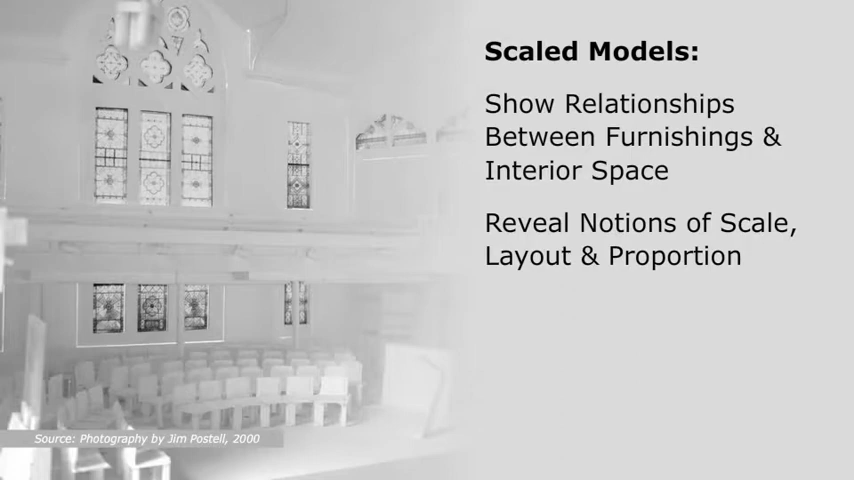 Scaled Models:
Show Relationships
Between Furnishings &
Interior Space
Reveal Notions of Scale,
Layout & Proportion
Source: Photography by Jim Postell, 2000